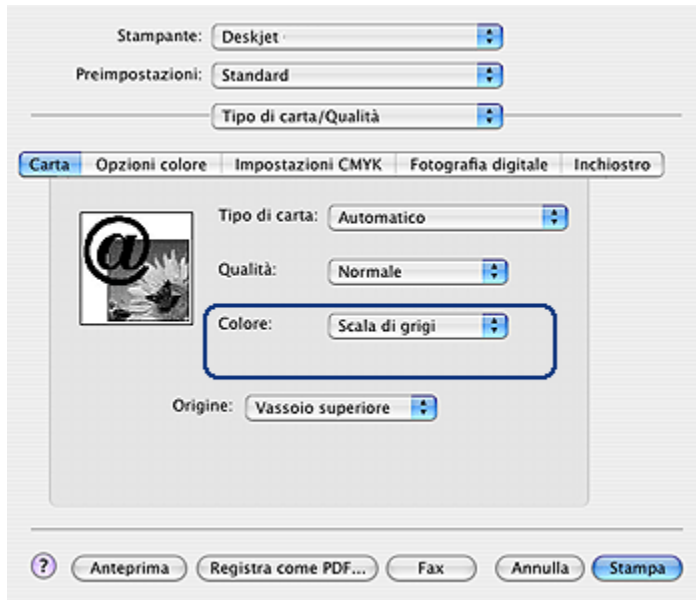 Stampante: Deskjet
Preimpostazioni: Standard
Tipo di carta/Qualità
Carta Opzioni colore Impostazioni CMYK Fotografia digitale Inchiostro
@
Tipo di carta: Automatico
Qualità: Normale
Colore: Scala di grigi
Origine: Vassoio superiore
? Anteprima Registra come PDF... Fax Annulla Stampa